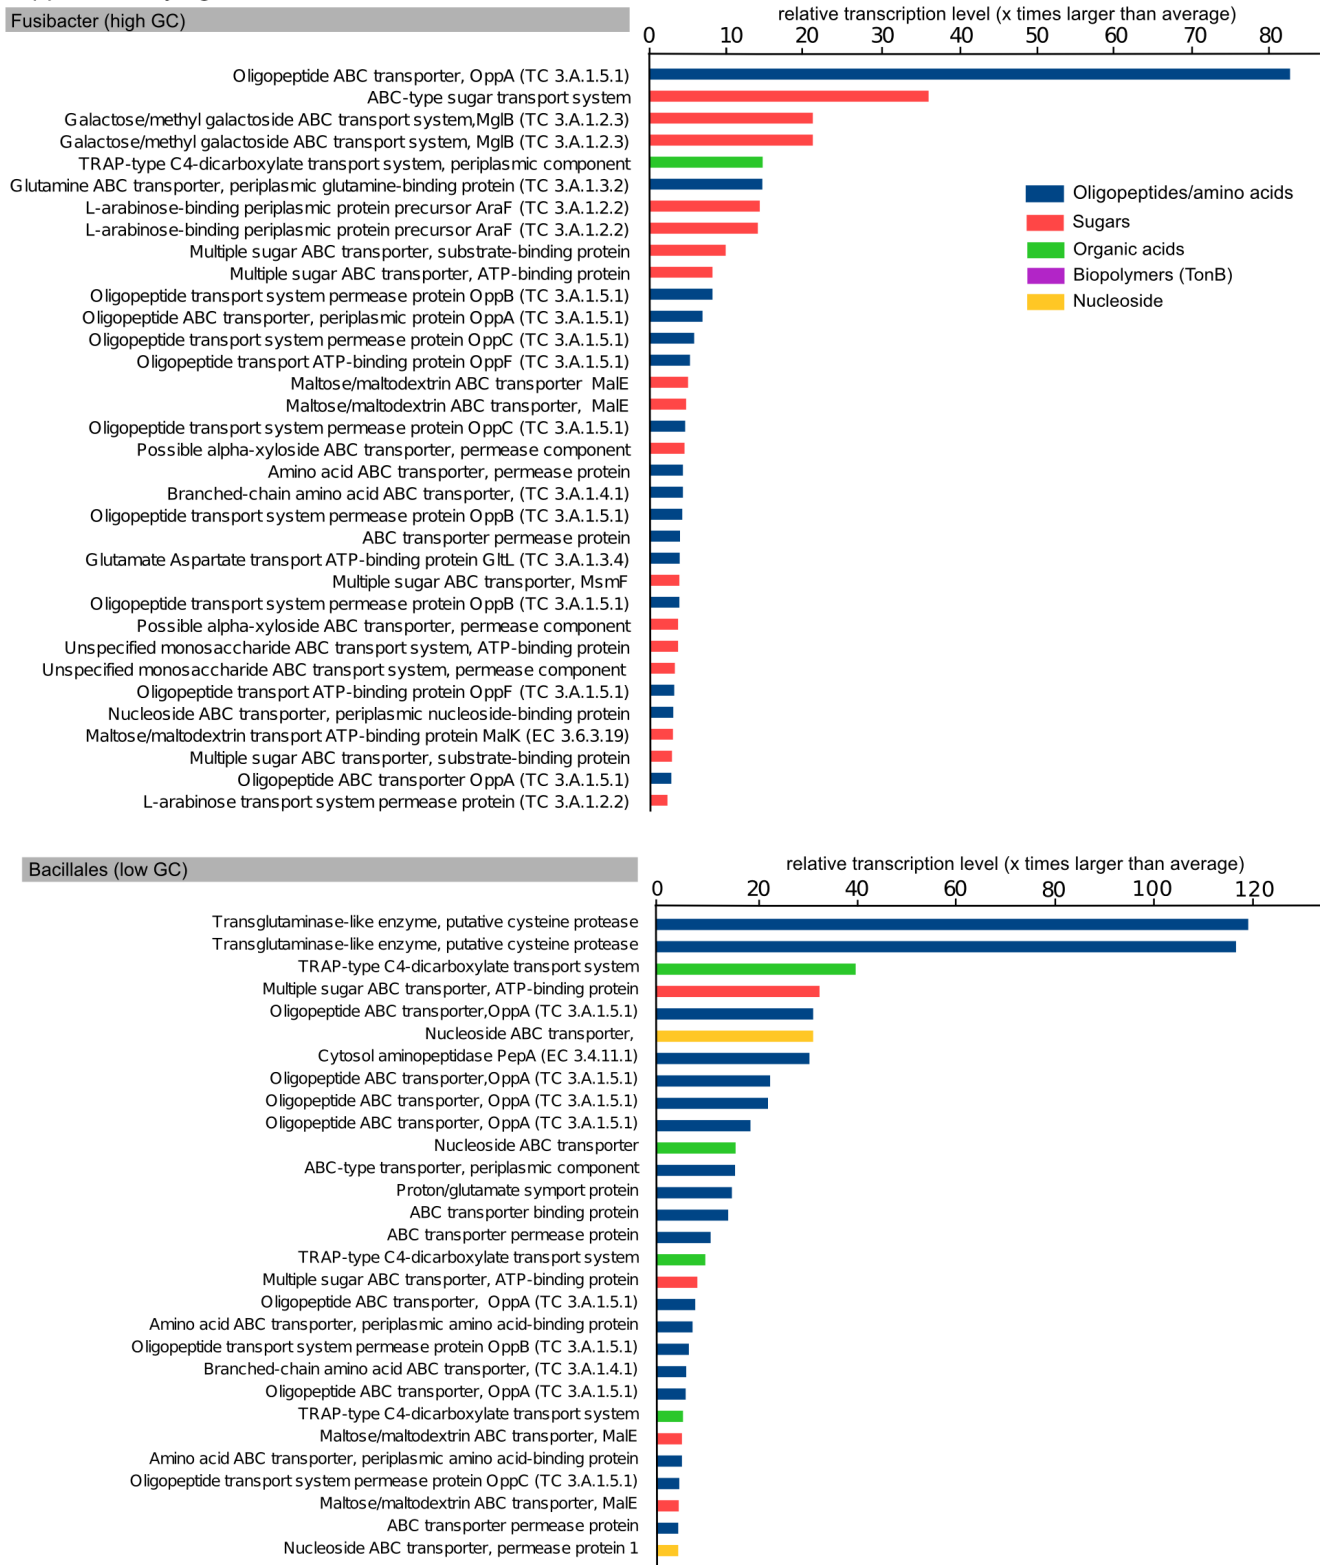 Fusibacter (high GC)
relative transcription level (x times larger than average)
0 10 20 30 40 50 60 70 80
Oligopeptide ABC transporter, OppA (TC 3.A.1.5.1)
ABC-type sugar transport system
Galactose/methyl galactoside ABC transport system,MglB (TC 3.A.1.2.3)
Galactose/methyl galactoside ABC transport system, MglB (TC 3.A.1.2.3)
TRAP-type C4-dicarboxylate transport system, periplasmic component
Glutamine ABC transporter, periplasmic glutamine-binding protein (TC 3.A.1.3.2)
L-arabinose-binding periplasmic protein precursor AraF (TC 3.A.1.2.2)
L-arabinose-binding periplasmic protein precursor AraF (TC 3.A.1.2.2)
Multiple sugar ABC transporter, substrate-binding protein
Multiple sugar ABC transporter, ATP-binding protein
Oligopeptide transport system permease protein OppB (TC 3.A.1.5.1)
Oligopeptide ABC transporter, periplasmic protein OppA (TC 3.A.1.5.1)
Oligopeptide transport system permease protein OppC (TC 3.A.1.5.1)
Oligopeptide transport ATP-binding protein OppF (TC 3.A.1.5.1)
Maltose/maltodextrin ABC transporter MalE
Maltose/maltodextrin ABC transporter, MalE
Oligopeptide transport system permease protein OppC (TC 3.A.1.5.1)
Possible alpha-xyloside ABC transporter, permease component
Amino acid ABC transporter, permease protein
Branched-chain amino acid ABC transporter, (TC 3.A.1.4.1)
Oligopeptide transport system permease protein OppB (TC 3.A.1.5.1)
ABC transporter permease protein
Glutamate Aspartate transport ATP-binding protein GltL (TC 3.A.1.3.4)
Multiple sugar ABC transporter, MsmF
Oligopeptide transport system permease protein OppB (TC 3.A.1.5.1)
Possible alpha-xyloside ABC transporter, permease component
Unspecified monosaccharide ABC transport system, ATP-binding protein
Unspecified monosaccharide ABC transport system, permease component
Oligopeptide transport ATP-binding protein OppF (TC 3.A.1.5.1)
Nucleoside ABC transporter, periplasmic nucleoside-binding protein
Maltose/maltodextrin transport ATP-binding protein MalK (EC 3.6.3.19)
Multiple sugar ABC transporter, substrate-binding protein
Oligopeptide ABC transporter OppA (TC 3.A.1.5.1)
L-arabinose transport system permease protein (TC 3.A.1.2.2)
Oligopeptides/amino acids
Sugars
Organic acids
Biopolymers (TonB)
Nucleoside
Bacillales (low GC)
relative transcription level (x times larger than average)
0 20 40 60 80 100 120
Transglutaminase-like enzyme, putative cysteine protease
Transglutaminase-like enzyme, putative cysteine protease
TRAP-type C4-dicarboxylate transport system
Multiple sugar ABC transporter, ATP-binding protein
Oligopeptide ABC transporter,OppA (TC 3.A.1.5.1)
Nucleoside ABC transporter,
Cytosol aminopeptidase PepA (EC 3.4.11.1)
Oligopeptide ABC transporter,OppA (TC 3.A.1.5.1)
Oligopeptide ABC transporter, OppA (TC 3.A.1.5.1)
Oligopeptide ABC transporter, OppA (TC 3.A.1.5.1)
Nucleoside ABC transporter
ABC-type transporter, periplasmic component
Proton/glutamate symport protein
ABC transporter binding protein
ABC transporter permease protein
TRAP-type C4-dicarboxylate transport system
Multiple sugar ABC transporter, ATP-binding protein
Oligopeptide ABC transporter, OppA (TC 3.A.1.5.1)
Amino acid ABC transporter, periplasmic amino acid-binding protein
Oligopeptide transport system permease protein OppB (TC 3.A.1.5.1)
Branched-chain amino acid ABC transporter, (TC 3.A.1.4.1)
Oligopeptide ABC transporter, OppA (TC 3.A.1.5.1)
TRAP-type C4-dicarboxylate transport system
Maltose/maltodextrin ABC transporter, MalE
Amino acid ABC transporter, periplasmic amino acid-binding protein
Oligopeptide transport system permease protein OppC (TC 3.A.1.5.1)
Maltose/maltodextrin ABC transporter, MalE
ABC transporter permease protein
Nucleoside ABC transporter, permease protein 1